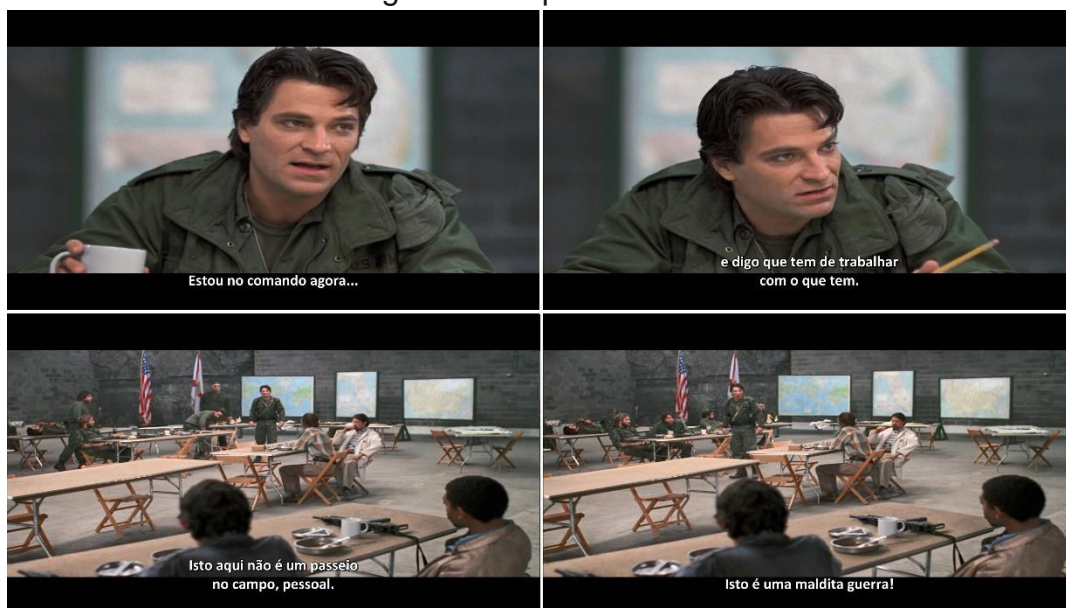 Estou no comando agora...
e digo que tem de trabalhar
com o que tem.
Isto aqui não é um passeio
no campo, pessoal.
Isto é uma maldita guerra!